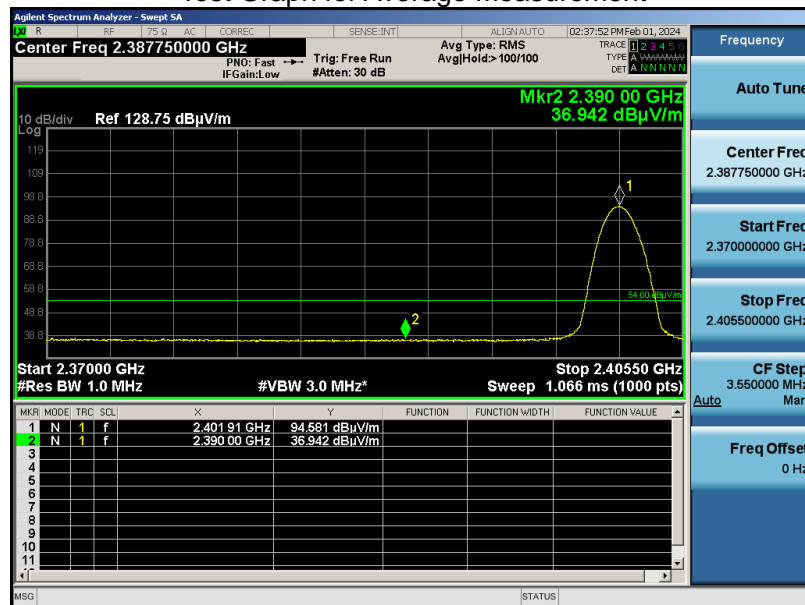 Test Graph for Average Measurement
Agilent Spectrum Analyzer - Swept SA
LXI R RF 75 Ω AC CORREC SENSE:INT ALIGN AUTO 02:37:52 PM Feb 01, 2024
Center Freq 2.387750000 GHz
PNO: Fast
IFGain:Low
Trig: Free Run
#Atten: 30 dB
Avg Type: RMS
Avg|Hold:>100/100
TRACE 1 2 3 4 5 6
TYPE A WWWWW
DET A N N N N N
Mkr2 2.390 00 GHz
36.942 dBµV/m
10 dB/div
Log
Ref 128.75 dBµV/m
119
109
98.8
88.8
78.8
68.8
58.8
48.8
38.8
1
2
54.00 dBµV/m
Start 2.37000 GHz
Stop 2.40550 GHz
#Res BW 1.0 MHz
#VBW 3.0 MHz*
Sweep 1.066 ms (1000 pts)
MKR MODE TRC SCL X Y FUNCTION FUNCTION WIDTH FUNCTION VALUE
1 N 1 f 2.401 91 GHz 94.581 dBµV/m
2 N 1 f 2.390 00 GHz 36.942 dBµV/m
3
4
5
6
7
8
9
10
11
MSG
STATUS
Frequency
Auto Tune
Center Freq
2.387750000 GHz
Start Freq
2.370000000 GHz
Stop Freq
2.405500000 GHz
CF Step
3.550000 MHz
Auto Man
Freq Offset
0 Hz